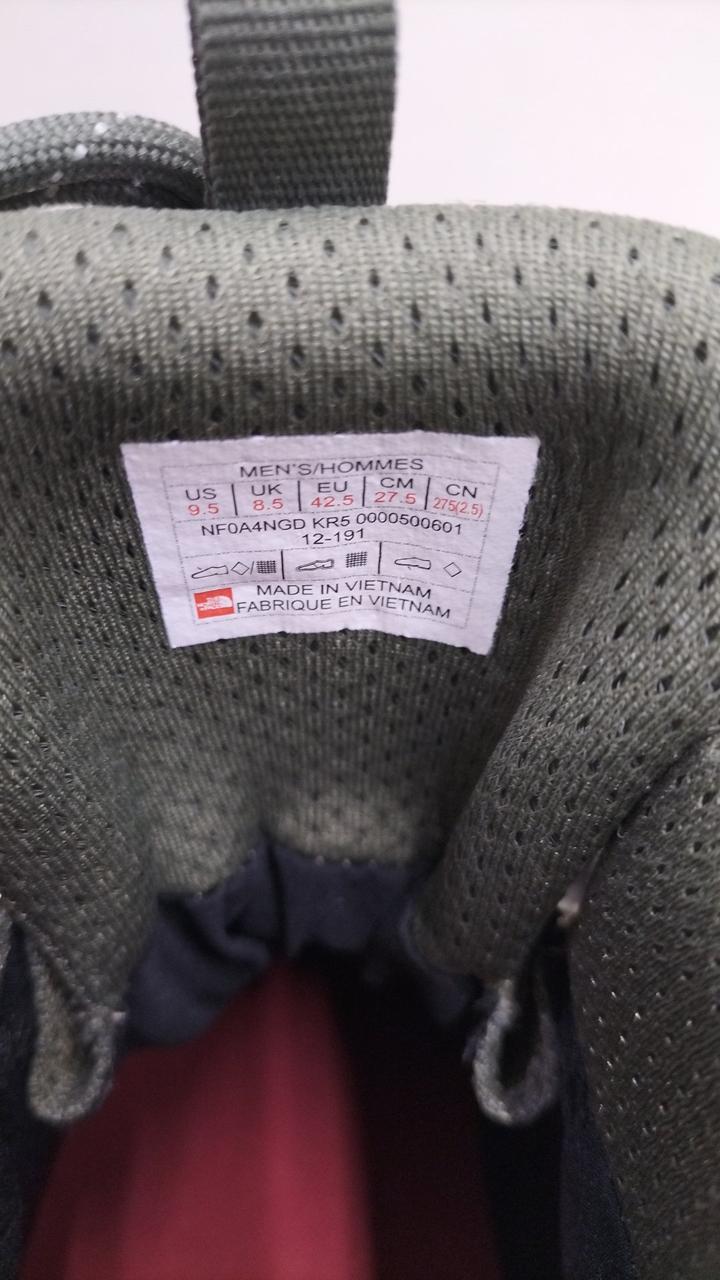 MEN'S/HOMMES
US UK EU CM CN
9.5 8.5 42.5 27.5 275(2.5)
NF0A4NGD KR5 0000500601
12-191
MADE IN VIETNAM
FABRIQUE EN VIETNAM